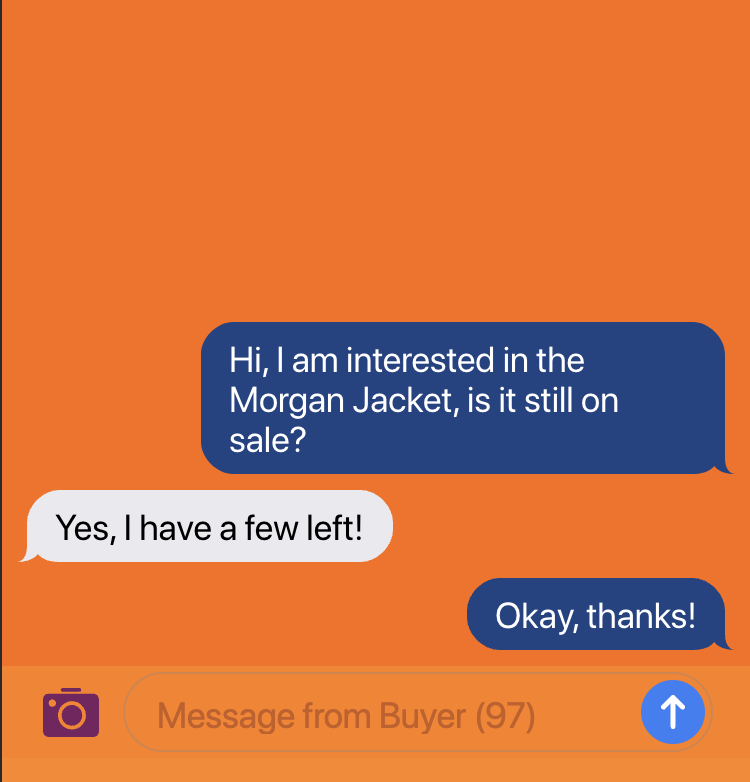 Hi, I am interested in the
Morgan Jacket, is it still on
sale?
Yes, I have a few left!
Okay, thanks!
Message from Buyer (97)